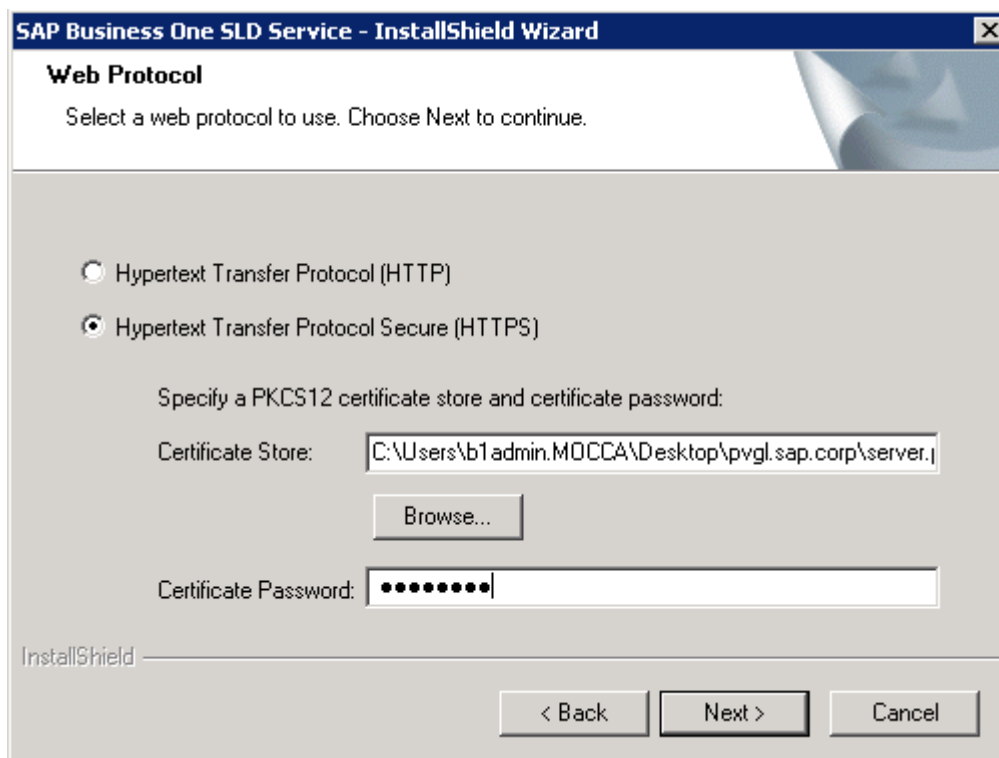 SAP Business One SLD Service - InstallShield Wizard
Web Protocol
Select a web protocol to use. Choose Next to continue.
Hypertext Transfer Protocol (HTTP)
Hypertext Transfer Protocol Secure (HTTPS)
Specify a PKCS12 certificate store and certificate password:
Certificate Store: C:\Users\b1admin.MOCCA\Desktop\pvgl.sap.corp\server.p
Browse...
Certificate Password: ●●●●●●●●
InstallShield
< Back Next > Cancel